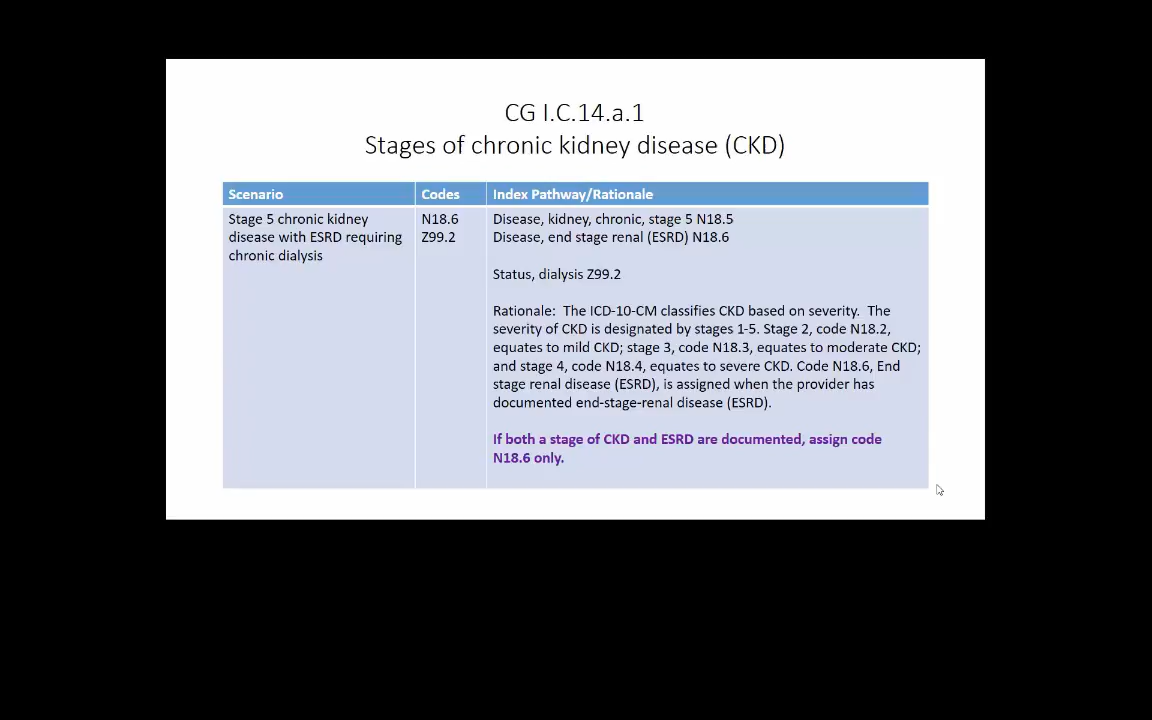 CG I.C.14.a.1
Stages of chronic kidney disease (CKD)
Scenario
Codes
Index Pathway/Rationale
Stage 5 chronic kidney
disease with ESRD requiring
chronic dialysis
N18.6
Z99.2
Disease, kidney, chronic, stage 5 N18.5
Disease, end stage renal (ESRD) N18.6
Status, dialysis Z99.2
Rationale:  The ICD-10-CM classifies CKD based on severity.  The
severity of CKD is designated by stages 1-5. Stage 2, code N18.2,
equates to mild CKD; stage 3, code N18.3, equates to moderate CKD;
and stage 4, code N18.4, equates to severe CKD. Code N18.6, End
stage renal disease (ESRD), is assigned when the provider has
documented end-stage-renal disease (ESRD).
If both a stage of CKD and ESRD are documented, assign code
N18.6 only.